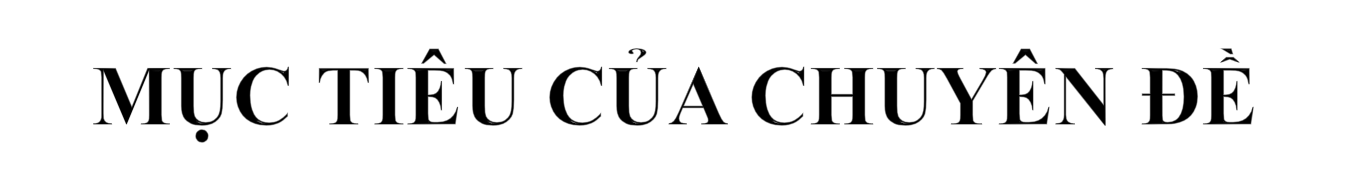 MỤC TIÊU CỦA CHUYÊN ĐỀ